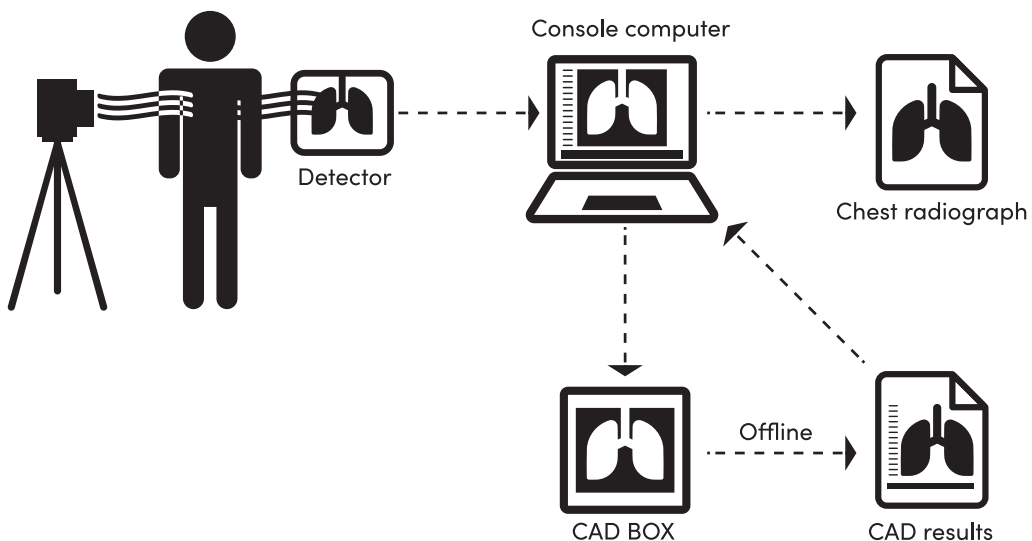 Console computer
Detector
Chest radiograph
Offline
CAD BOX
CAD results